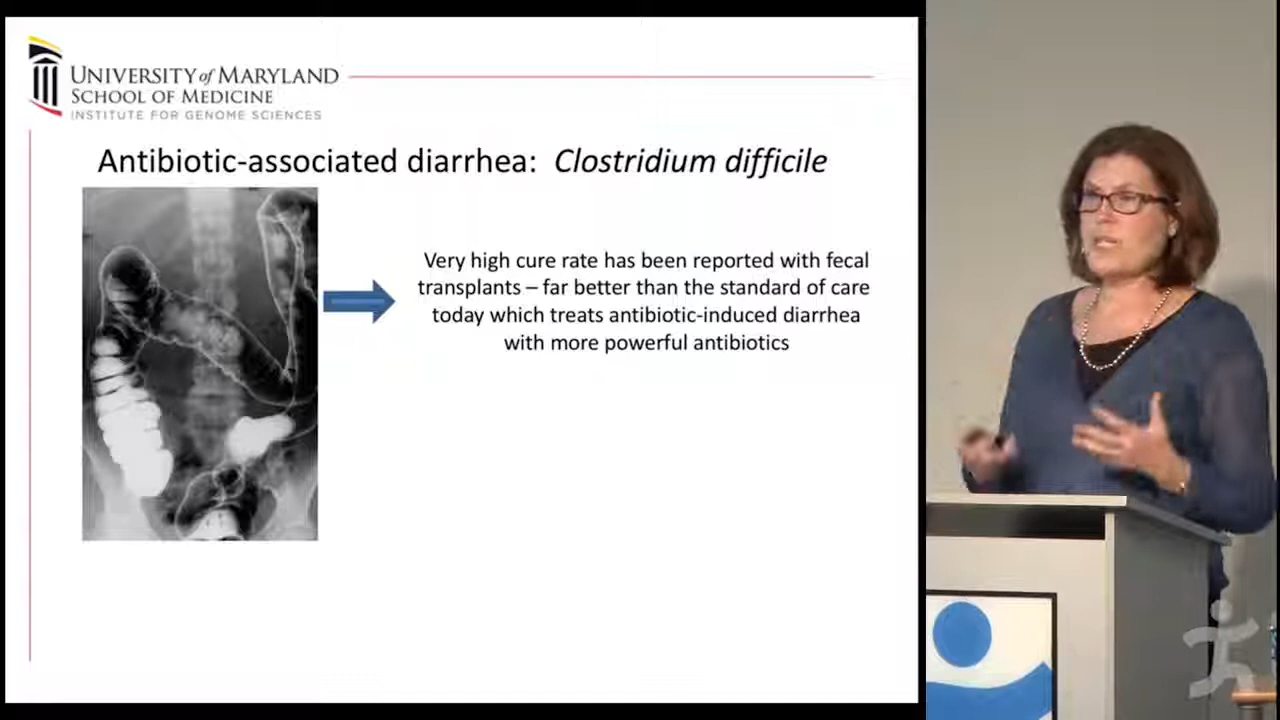 UNIVERSITY of MARYLAND
SCHOOL OF MEDICINE
INSTITUTE FOR GENOME SCIENCES
Antibiotic-associated diarrhea: Clostridium difficile
Very high cure rate has been reported with fecal
transplants – far better than the standard of care
today which treats antibiotic-induced diarrhea
with more powerful antibiotics